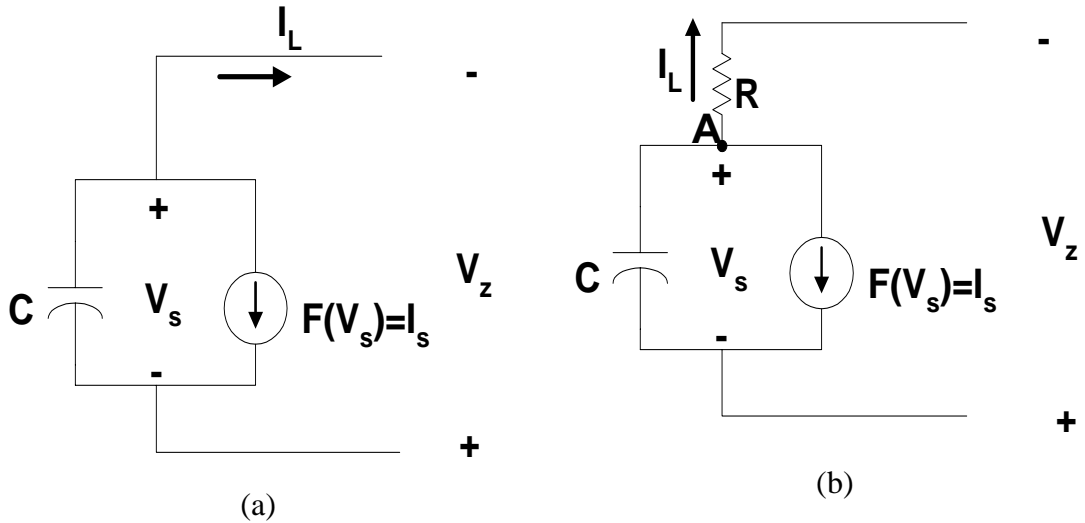 I_L
-
+
C
V_s
F(V_s)=I_s
V_z
-
+
(a)
-
I_L
R
A
+
C
V_s
F(V_s)=I_s
V_z
-
+
(b)